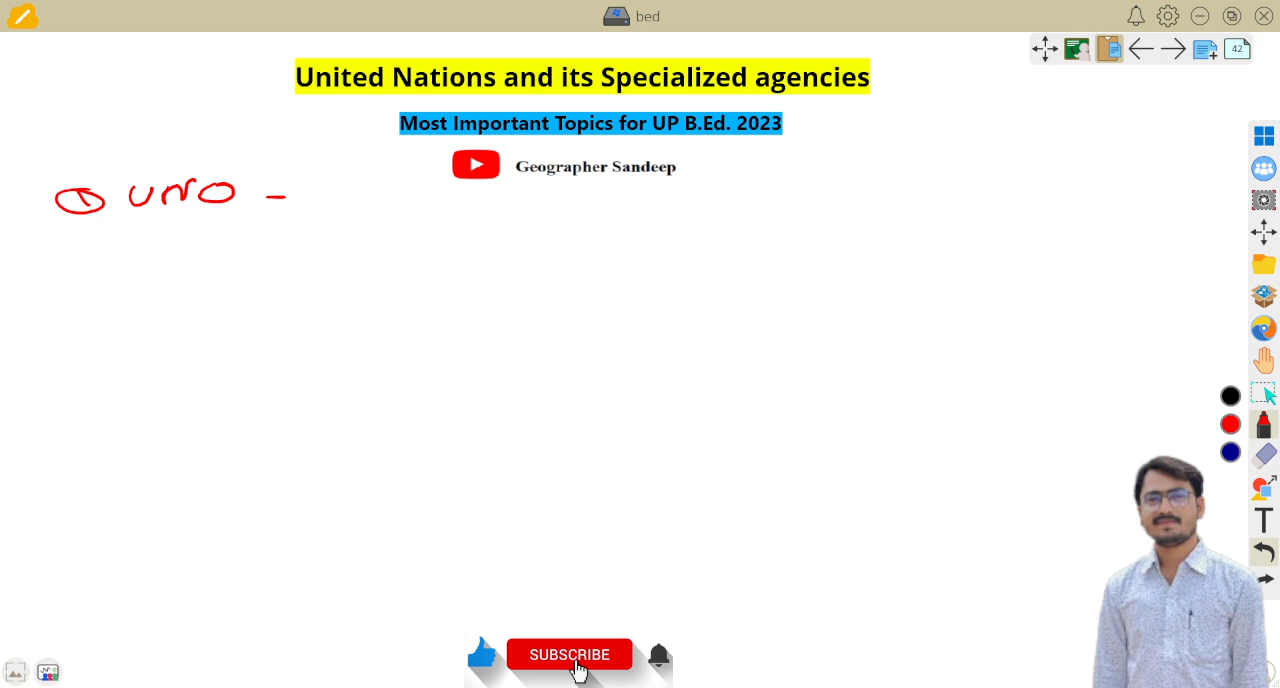 bed
42
United Nations and its Specialized agencies
Most Important Topics for UP B.Ed. 2023
Geographer Sandeep
① UNO -
T
SUBSCRIBE